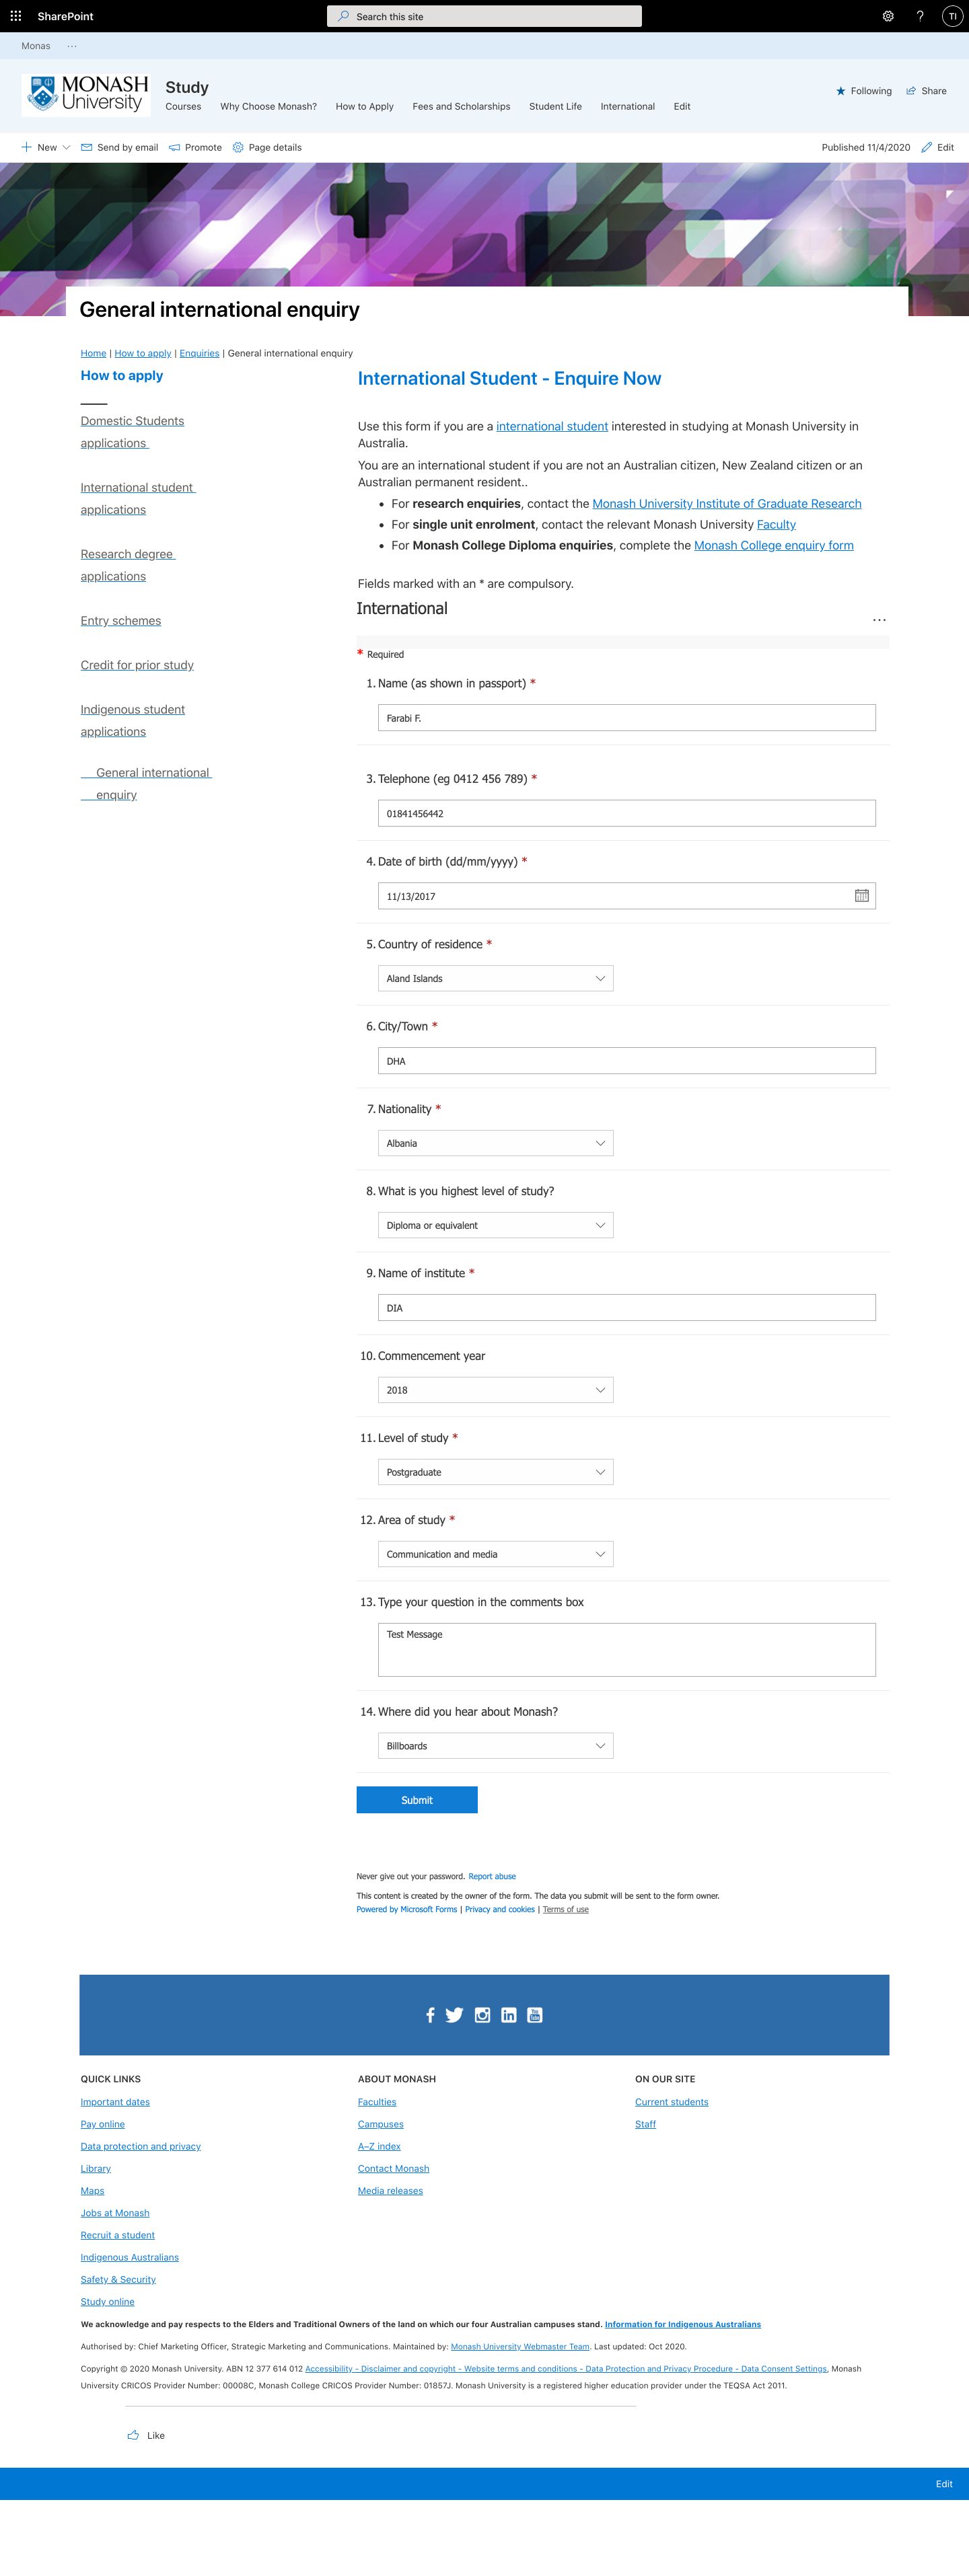 SharePoint
Search this site
?
TI
Monas
...
MONASH
University
Study
Courses Why Choose Monash? How to Apply Fees and Scholarships Student Life International Edit
Following Share
New Send by email Promote Page details
Published 11/4/2020 Edit
General international enquiry
Home | How to apply | Enquiries | General international enquiry
How to apply
Domestic Students
applications
International student
applications
Research degree
applications
Entry schemes
Credit for prior study
Indigenous student
applications
General international
enquiry
International Student - Enquire Now
Use this form if you are a international student interested in studying at Monash University in
Australia.
You are an international student if you are not an Australian citizen, New Zealand citizen or an
Australian permanent resident..
• For research enquiries, contact the Monash University Institute of Graduate Research
• For single unit enrolment, contact the relevant Monash University Faculty
• For Monash College Diploma enquiries, complete the Monash College enquiry form
Fields marked with an * are compulsory.
International
...
* Required
1. Name (as shown in passport) *
Farabi F.
3. Telephone (eg 0412 456 789) *
01841456442
4. Date of birth (dd/mm/yyyy) *
11/13/2017
5. Country of residence *
Aland Islands
6. City/Town *
DHA
7. Nationality *
Albania
8. What is you highest level of study?
Diploma or equivalent
9. Name of institute *
DIA
10. Commencement year
2018
11. Level of study *
Postgraduate
12. Area of study *
Communication and media
13. Type your question in the comments box
Test Message
14. Where did you hear about Monash?
Billboards
Submit
Never give out your password. Report abuse
This content is created by the owner of the form. The data you submit will be sent to the form owner.
Powered by Microsoft Forms | Privacy and cookies | Terms of use
QUICK LINKS
Important dates
Pay online
Data protection and privacy
Library
Maps
Jobs at Monash
Recruit a student
Indigenous Australians
Safety & Security
Study online
ABOUT MONASH
Faculties
Campuses
A–Z index
Contact Monash
Media releases
ON OUR SITE
Current students
Staff
We acknowledge and pay respects to the Elders and Traditional Owners of the land on which our four Australian campuses stand. Information for Indigenous Australians
Authorised by: Chief Marketing Officer, Strategic Marketing and Communications. Maintained by: Monash University Webmaster Team. Last updated: Oct 2020.
Copyright © 2020 Monash University. ABN 12 377 614 012 Accessibility - Disclaimer and copyright - Website terms and conditions - Data Protection and Privacy Procedure - Data Consent Settings, Monash
University CRICOS Provider Number: 00008C, Monash College CRICOS Provider Number: 01857J. Monash University is a registered higher education provider under the TEQSA Act 2011.
Like
Edit